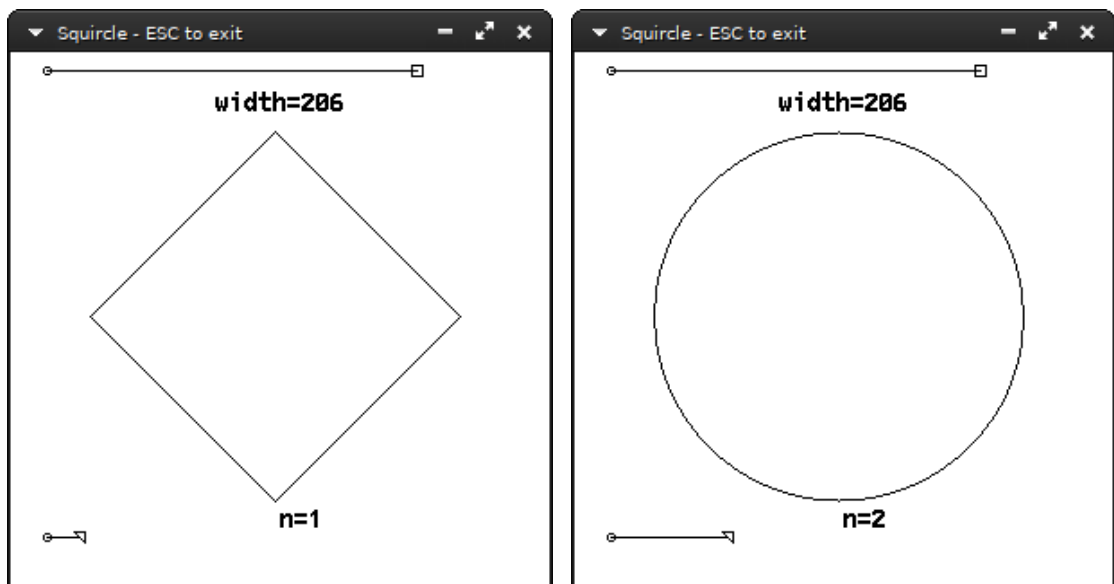 Squircle - ESC to exit
width=206
n=1
Squircle - ESC to exit
width=206
n=2